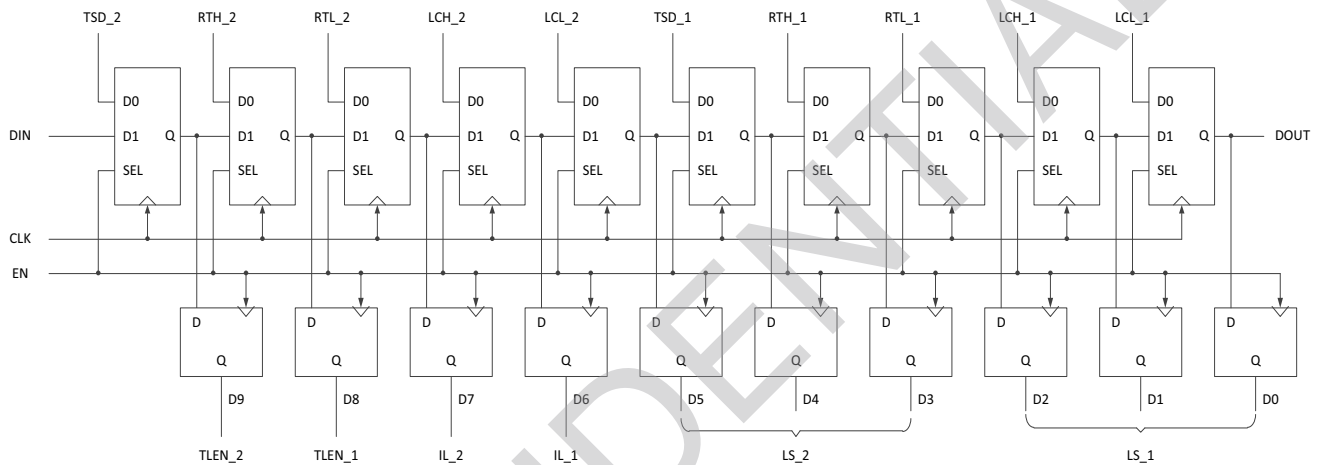 TSD_2 RTH_2 RTL_2 LCH_2 LCL_2 TSD_1 RTH_1 RTL_1 LCH_1 LCL_1
D0 D0 D0 D0 D0 D0 D0 D0 D0 D0
DIN D1 Q D1 Q D1 Q D1 Q D1 Q D1 Q D1 Q D1 Q D1 Q D1 Q DOUT
SEL SEL SEL SEL SEL SEL SEL SEL SEL SEL
CLK
EN
D D D D D D D D D D
Q Q Q Q Q Q Q Q Q Q
D9 D8 D7 D6 D5 D4 D3 D2 D1 D0
TLEN_2 TLEN_1 IL_2 IL_1 LS_2 LS_1